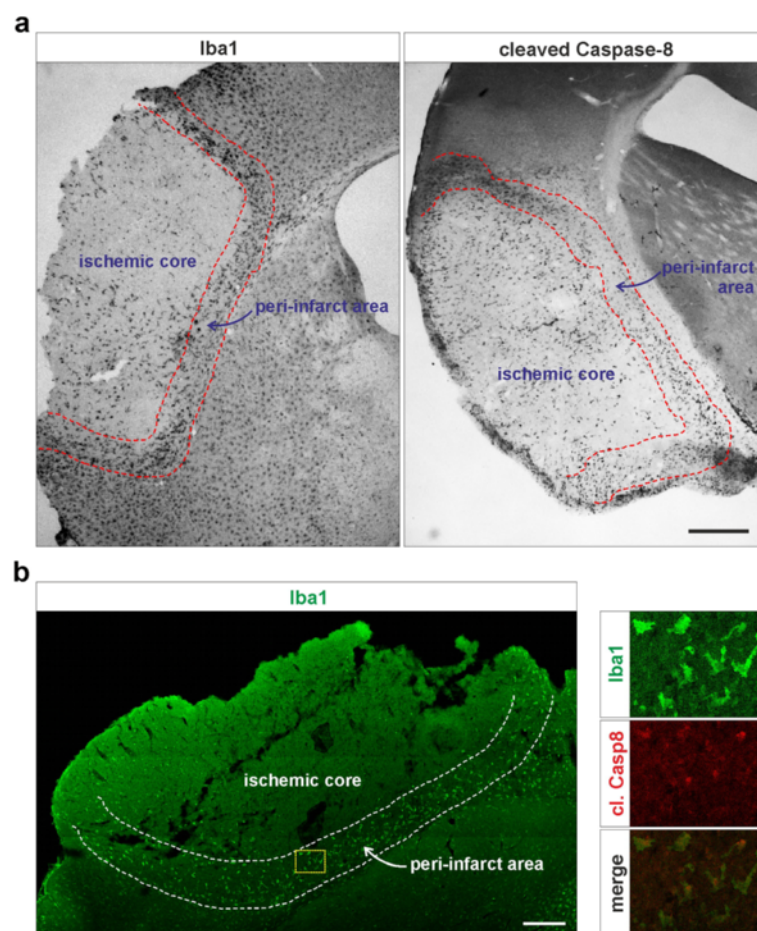 a
Iba1
cleaved Caspase-8
ischemic core
peri-infarct area
peri-infarct
area
ischemic core
b
Iba1
ischemic core
peri-infarct area
Iba1
cl. Casp8
merge